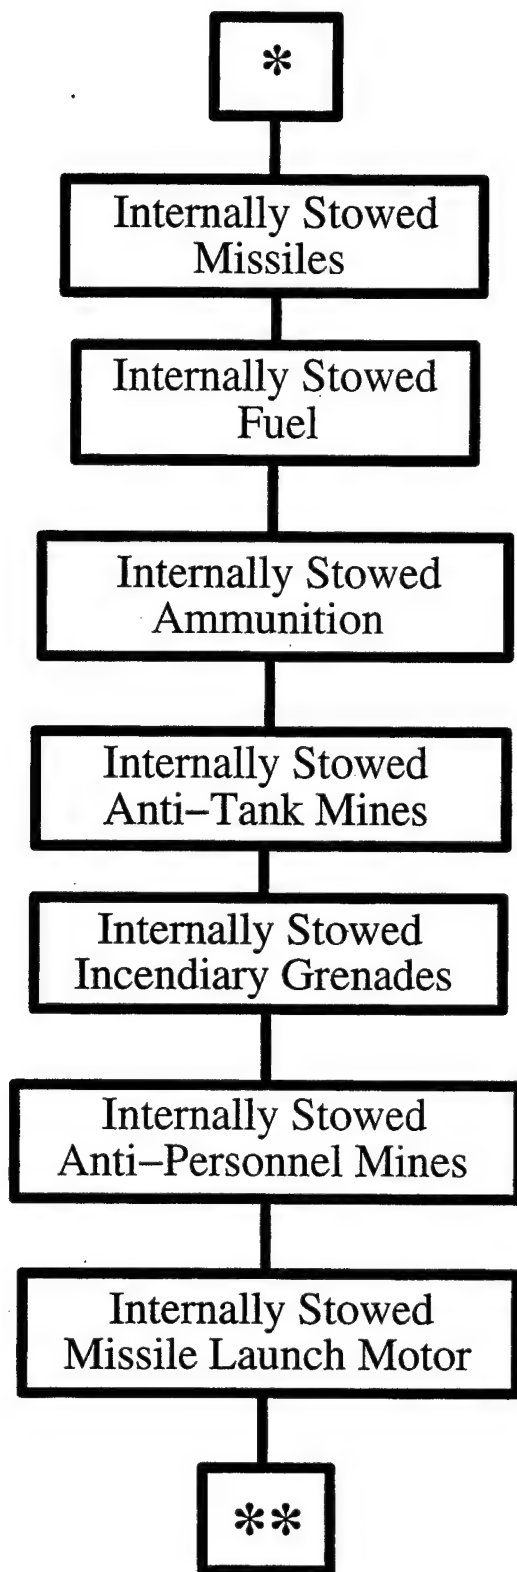 *
Internally Stowed
Missiles
Internally Stowed
Fuel
Internally Stowed
Ammunition
Internally Stowed
Anti–Tank Mines
Internally Stowed
Incendiary Grenades
Internally Stowed
Anti–Personnel Mines
Internally Stowed
Missile Launch Motor
**